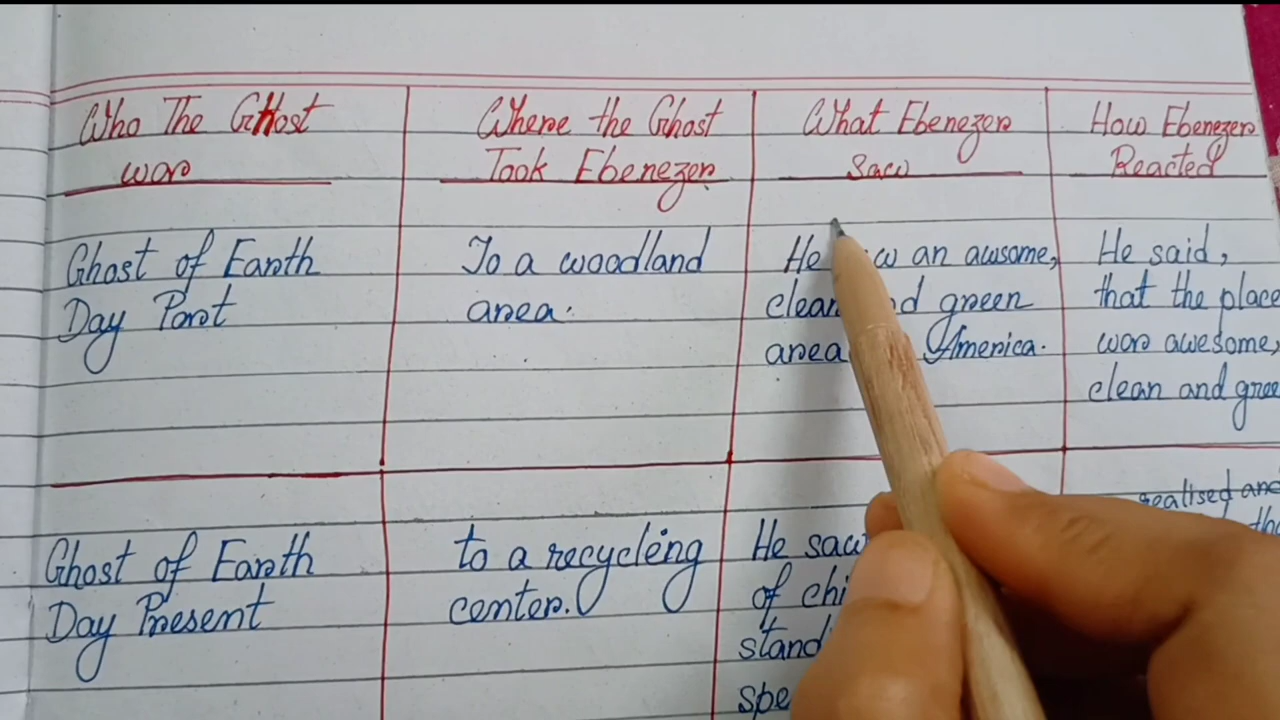 Who The GHost
was
Where the Ghost
Took Ebenezer
What Ebenezer
saw
How Ebenezer
Reacted
Ghost of Earth
Day Past
To a woodland
area.
He an awsome,
clean green
area America.
He said,
that the place
was awesome,
clean and
Ghost of Earth
Day Present
to a recycling
center.
He saw
of
realised and